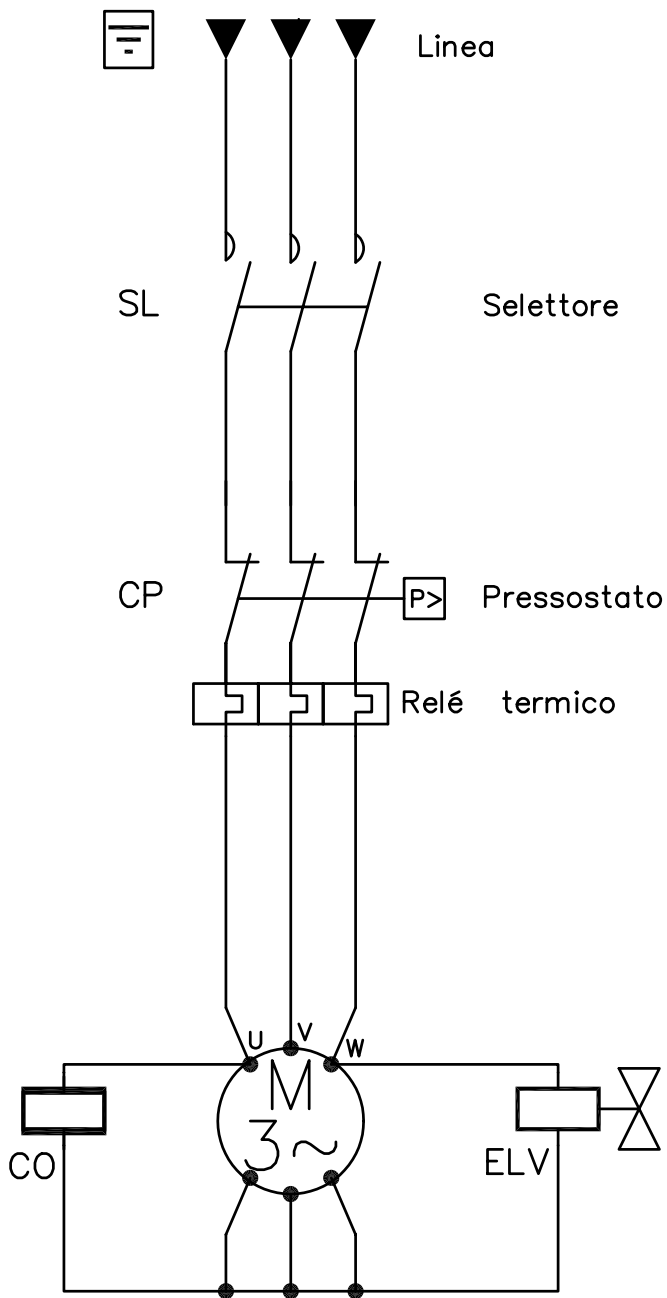 Linea
SL Selettore
CP P> Pressostato
Relé termico
U V W
M
3~
CO ELV